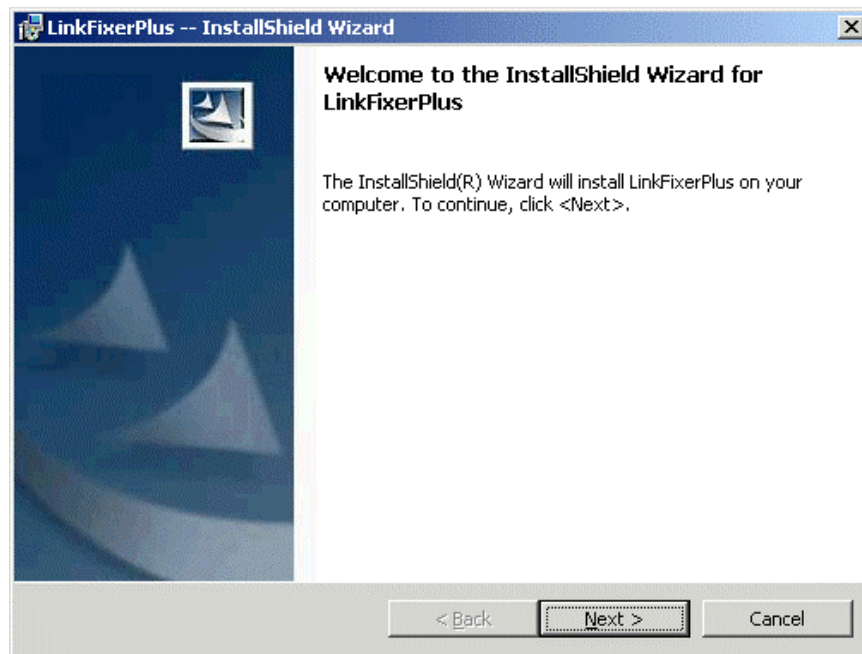 LinkFixerPlus -- InstallShield Wizard
Welcome to the InstallShield Wizard for
LinkFixerPlus
The InstallShield(R) Wizard will install LinkFixerPlus on your
computer. To continue, click <Next>.
< Back
Next >
Cancel